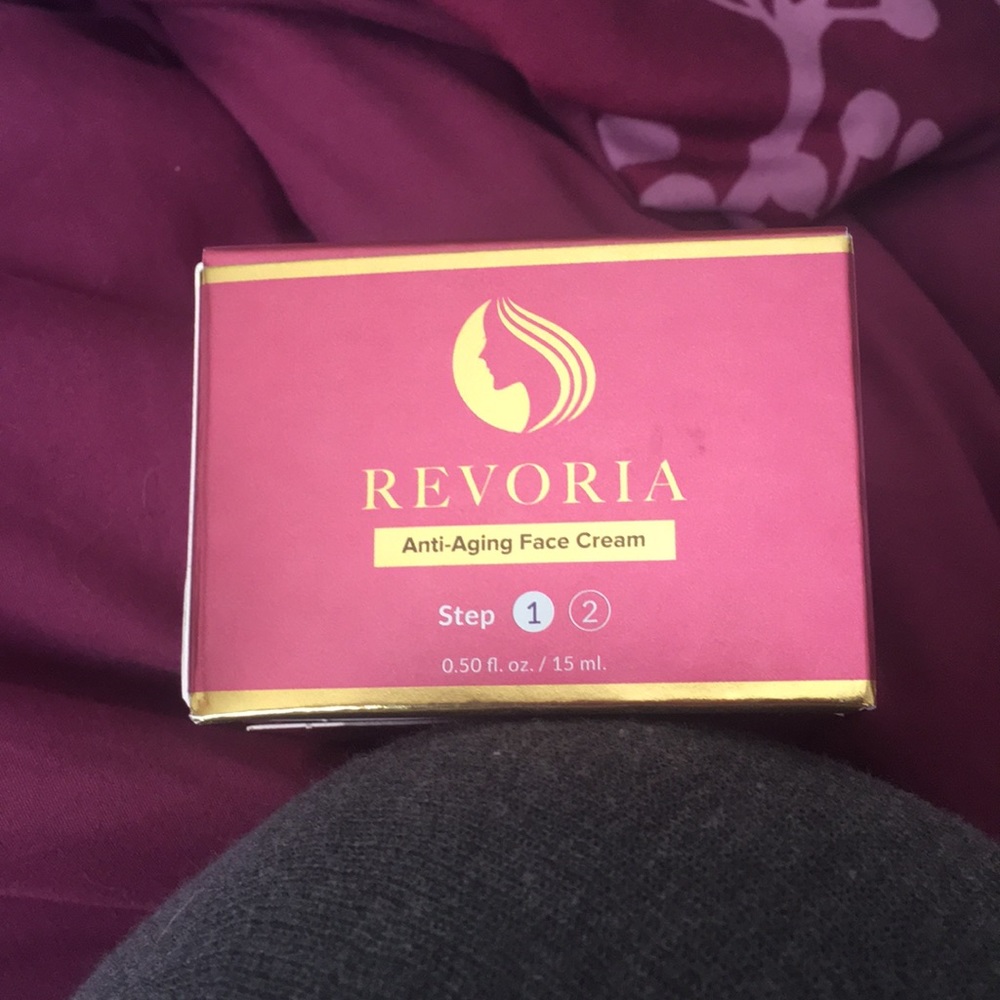 REVORIA
Anti-Aging Face Cream
Step 1 2
0.50 fl. oz. / 15 ml.